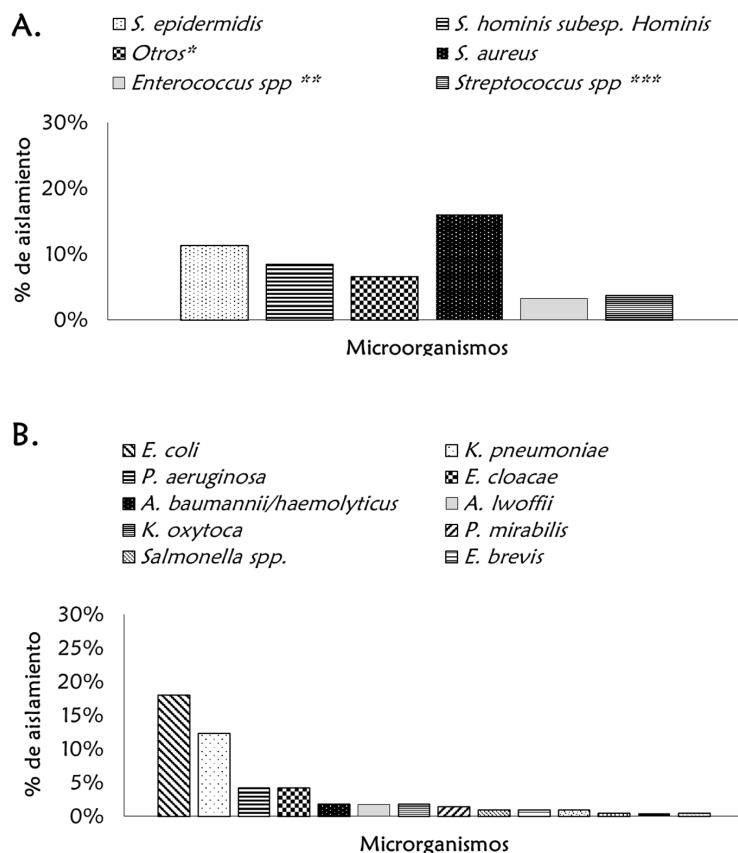 A.
S. epidermidis
S. hominis subesp. Hominis
Otros*
S. aureus
Enterococcus spp **
Streptococcus spp ***
% de aislamiento
30%
20%
10%
0%
Microorganismos
B.
E. coli
K. pneumoniae
P. aeruginosa
E. cloacae
A. baumannii/haemolyticus
A. lwoffii
K. oxytoca
P. mirabilis
Salmonella spp.
E. brevis
% de aislamiento
30%
25%
20%
15%
10%
5%
0%
Microrganismos